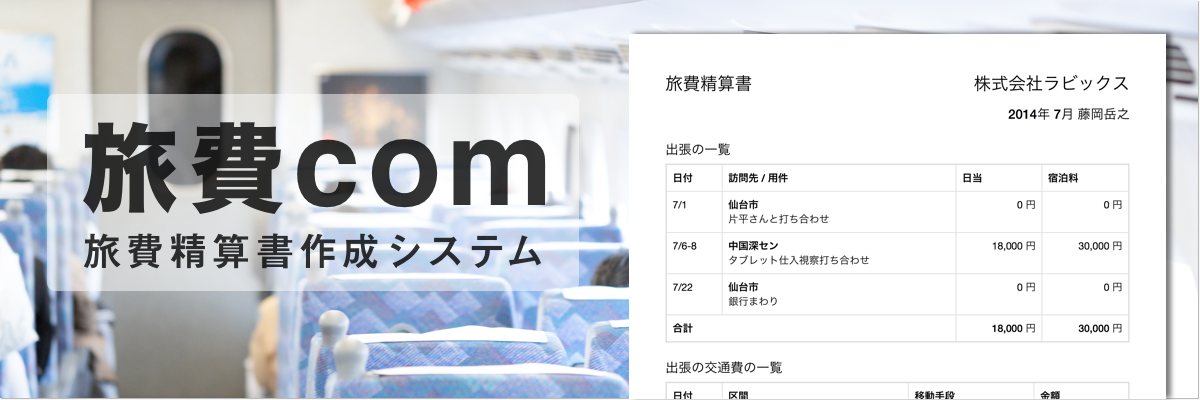 旅費com
旅費精算書作成システム
旅費精算書 株式会社ラビックス
2014年 7月 藤岡岳之
出張の一覧
日付 訪問先 / 用件 日当 宿泊料
7/1 仙台市 0 円 0 円
片平さんと打ち合わせ
7/6-8 中国深セン 18,000 円 30,000 円
タブレット仕入視察打ち合わせ
7/22 仙台市 0 円 0 円
銀行まわり
合計 18,000 円 30,000 円
出張の交通費の一覧
日付 区間 移動手段 金額